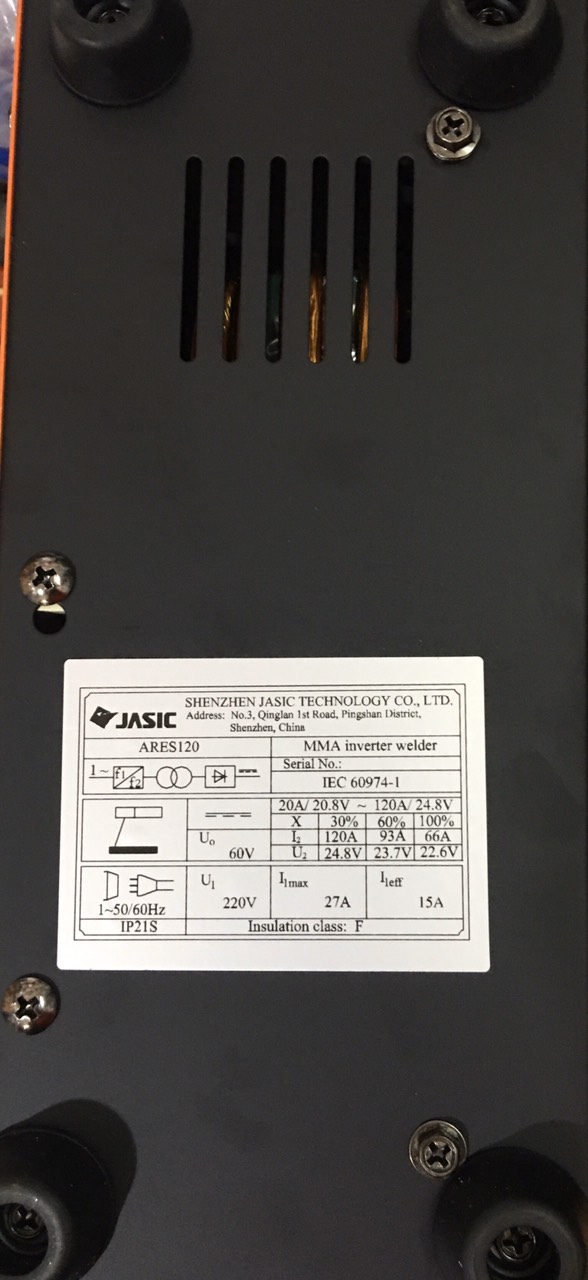 JASIC
SHENZHEN JASIC TECHNOLOGY CO., LTD.
Address: No.3, Qinglan 1st Road, Pingshan District,
Shenzhen, China
ARES120
MMA inverter welder
1~ f1 f2
Serial No.:
IEC 60974-1
20A/ 20.8V ~ 120A/ 24.8V
X 30% 60% 100%
U₀ 60V
I₂ 120A 93A 66A
U₂ 24.8V 23.7V 22.6V
1~50/60Hz
U₁ 220V
I₁max 27A
I₁eff 15A
IP21S
Insulation class: F